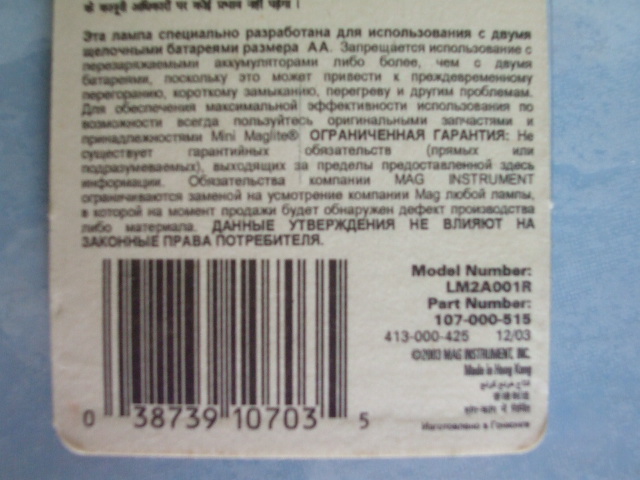 के कानूनी अधिकारों पर कोई प्रभाव नहीं पड़ेगा।
Эта лампа специально разработана для использования с двумя
щелочными батареями размера АА. Запрещается использование с
перезаряжаемыми аккумуляторами либо более, чем с двумя
батареями, поскольку это может привести к преждевременному
перегоранию, короткому замыканию, перегреву и другим проблемам.
Для обеспечения максимальной эффективности использования по
возможности всегда пользуйтесь оригинальными запчастями и
принадлежностями Mini Maglite® ОГРАНИЧЕННАЯ ГАРАНТИЯ: Не
существует гарантийных обязательств (прямых или
подразумеваемых), выходящих за пределы предоставленной здесь
информации. Обязательства компании MAG INSTRUMENT
ограничиваются заменой на усмотрение компании Mag любой лампы,
в которой на момент продажи будет обнаружен дефект производства
либо материала. ДАННЫЕ УТВЕРЖДЕНИЯ НЕ ВЛИЯЮТ НА
ЗАКОННЫЕ ПРАВА ПОТРЕБИТЕЛЯ.
Model Number:
LM2A001R
Part Number:
107-000-515
413-000-425 12/03
©2003 MAG INSTRUMENT, INC.
Made in Hong Kong
Изготовлено в Гонконге
0 38739 10703 5